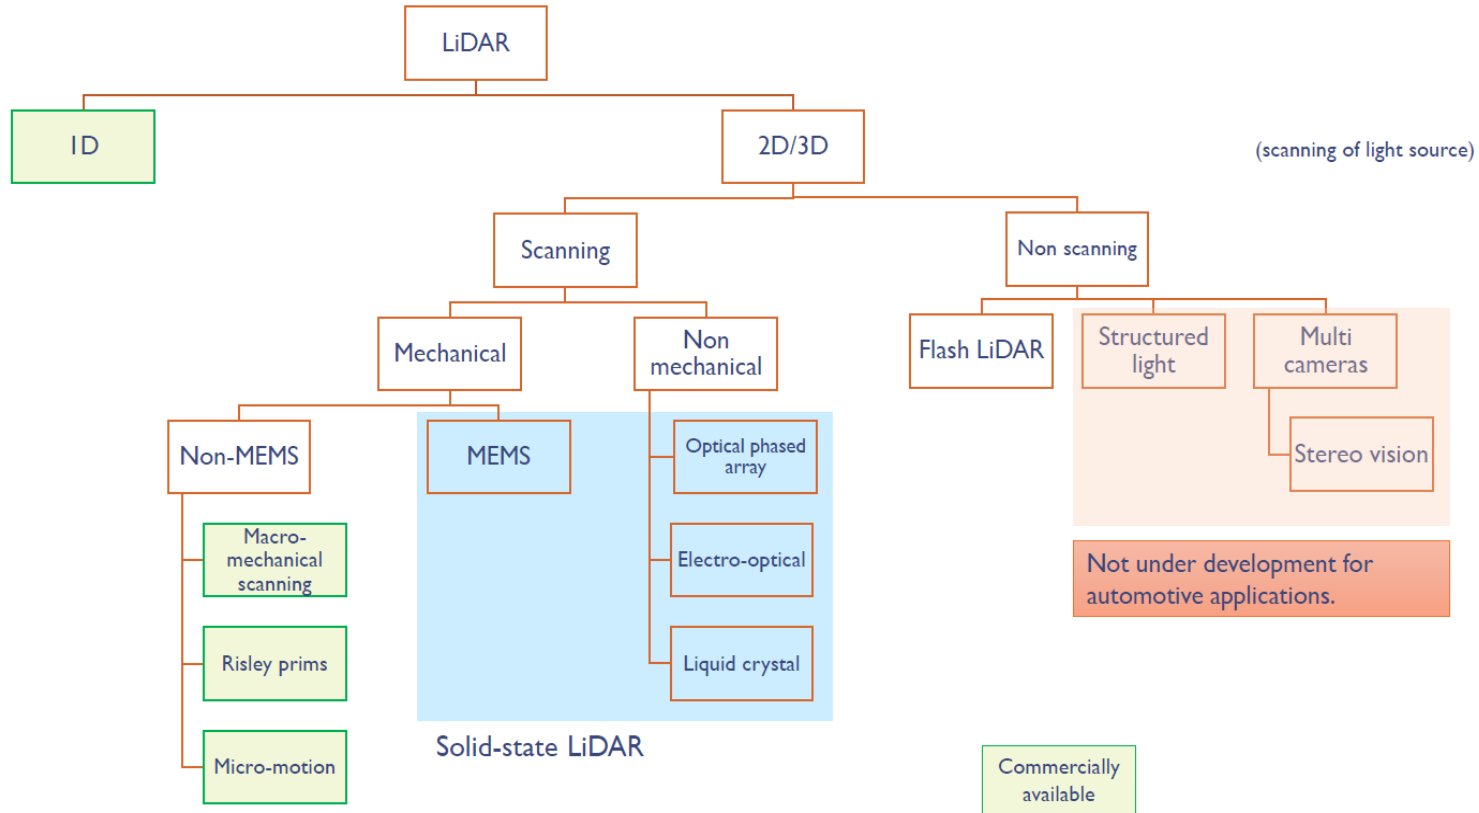 LiDAR
1D
2D/3D
(scanning of light source)
Scanning
Non scanning
Mechanical
Non
mechanical
Flash LiDAR
Structured
light
Multi
cameras
Non-MEMS
MEMS
Optical phased
array
Stereo vision
Macro-
mechanical
scanning
Electro-optical
Not under development for
automotive applications.
Risley prims
Liquid crystal
Micro-motion
Solid-state LiDAR
Commercially
available